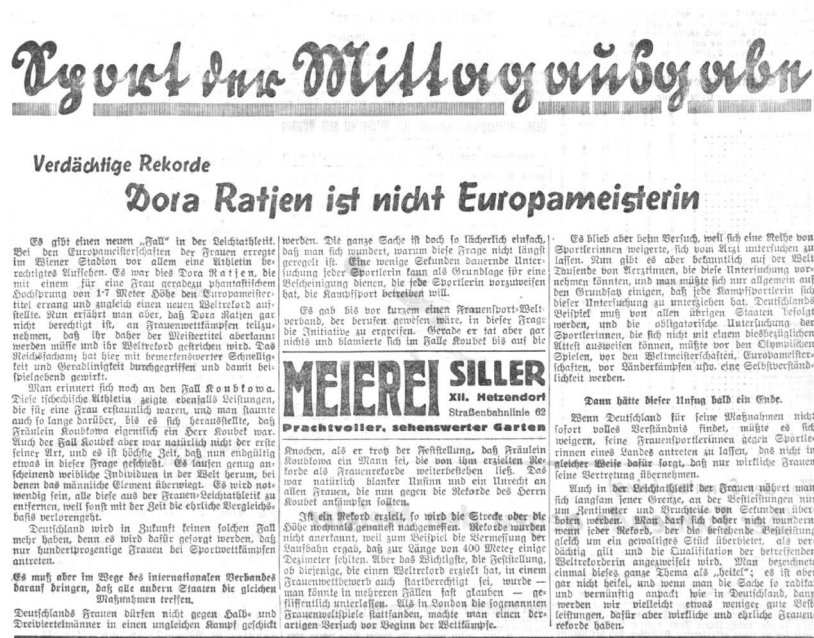 Sport der Mittagausgabe
Verdächtige Rekorde
Dora Ratjen ist nicht Europameisterin
Es gibt einen neuen „Fall" in der Leichtathletik.
Bei den Europameisterschaften der Frauen erregte
im Wiener Stadion vor allem eine Athletin be-
rechtigtes Aufsehen. Es war dies Dora Ratjen, die
mit einem für eine Frau geradezu phantastischem
Hochsprung von 1·7 Meter Höhe den Europameister-
titel errang und zugleich einen neuen Weltrekord auf-
stellte. Nun erfährt man aber, daß Dora Ratjen gar
nicht berechtigt ist, an Frauenwettkämpfen teilzu-
nehmen, daß ihr daher der Meistertitel aberkannt
werden müsse und ihr Weltrekord gestrichen wird. Das
Reichsfachamt hat hier mit bemerkenswerter Schnellig-
keit und Geradlinigkeit durchgegriffen und damit bei-
spielgebend gewirkt.
Man erinnert sich noch an den Fall Koubkowa.
Diese tschechische Athletin zeigte ebenfalls Leistungen,
die für eine Frau erstaunlich waren, und man staunte
auch so lange darüber, bis es sich herausstellte, daß
Fräulein Koubkowa eigentlich ein Herr Koubek war.
Auch der Fall Koubek aber war natürlich nicht der erste
seiner Art, und es ist höchste Zeit, daß nun endgültig
etwas in dieser Frage geschieht. Es laufen genug an-
scheinend weibliche Individuen in der Welt herum, bei
denen das männliche Element überwiegt. Es wird not-
wendig sein, alle diese aus der Frauen-Leichtathletik zu
entfernen, weil sonst mit der Zeit die ehrliche Vergleichs-
basis verlorengeht.
Deutschland wird in Zukunft keinen solchen Fall
mehr haben, denn es wird dafür gesorgt werden, daß
nur hundertprozentige Frauen bei Sportwettkämpfen
antreten.
Es muß aber im Wege des internationalen Verbandes
darauf dringen, daß alle andern Staaten die gleichen
Maßnahmen treffen.
Deutschlands Frauen dürfen nicht gegen Halb- und
Dreiviertelmänner in einen ungleichen Kampf geschickt
werden. Die ganze Sache ist doch so lächerlich einfach,
daß man sich wundert, warum diese Frage nicht längst
geregelt ist. Eine wenige Sekunden dauernde Unter-
suchung jeder Sportlerin kann als Grundlage für eine
Bescheinigung dienen, die jede Sportlerin vorzuweisen
hat, die Kampfsport betreiben will.
Es gab bis vor kurzem einen Frauensport-Welt-
verband, der berufen gewesen wäre, in dieser Frage
die Initiative zu ergreifen. Gerade er tat aber gar
nichts und blamierte sich im Falle Koubek bis auf die
MEIEREI SILLER
XII. Hetzendorf
Straßenbahnlinie 62
Prachtvoller, sehenswerter Garten
Knochen, als er trotz der Feststellung, daß Fräulein
Koubkowa ein Mann sei, die von ihm erzielten Re-
korde als Frauenrekorde weiterbestehen ließ. Das
war natürlich blanker Unsinn und ein Unrecht an
allen Frauen, die nun gegen die Rekorde des Herrn
Koubek ankämpfen sollten.
Ist ein Rekord erzielt, so wird die Strecke oder die
Höhe nochmals genauest nachgemessen. Rekorde wurden
nicht anerkannt, weil zum Beispiel die Vermessung der
Laufbahn ergab, daß zur Länge von 400 Meter einige
Dezimeter fehlten. Aber das Wichtigste, die Feststellung,
ob diejenige, die einen Weltrekord erzielt hat, in einem
Frauenwettbewerb auch startberechtigt sei, wurde —
man könnte in mehreren Fällen fast glauben — ge-
flissentlich unterlassen. Als in London die sogenannten
Frauenweltspiele stattfanden, machte man einen der-
artigen Versuch vor Beginn der Wettkämpfe.
Es blieb aber beim Versuch, weil sich eine Reihe von
Sportlerinnen weigerte, sich vom Arzt untersuchen zu
lassen. Nun gibt es aber bekanntlich auf der Welt
Tausende von Aerztinnen, die diese Untersuchung vor-
nehmen könnten, und man müßte sich nur allgemein auf
den Grundsatz einigen, daß jede Kampfsportlerin sich
dieser Untersuchung zu unterziehen hat. Deutschlands
Beispiel muß von allen übrigen Staaten befolgt
werden, und die obligatorische Untersuchung der
Sportlerinnen, die sich nicht mit einem diesbezüglichen
Attest ausweisen können, müßte vor den Olympischen
Spielen, vor den Weltmeisterschaften, Europameister-
schaften, vor Länderkämpfen usw. eine Selbstverständ-
lichkeit werden.
Dann hätte dieser Unfug bald ein Ende.
Wenn Deutschland für seine Maßnahmen nicht
sofort volles Verständnis findet, müßte es sich
weigern, seine Frauensportlerinnen gegen Sportle-
rinnen eines Landes antreten zu lassen, das nicht in
gleicher Weise dafür sorgt, daß nur wirkliche Frauen
seine Vertretung übernehmen.
Auch in der Leichtathletik der Frauen nähert man
sich langsam jener Grenze, an der Bestleistungen nur
um Zentimeter und Bruchteile von Sekunden über-
boten werden. Man darf sich daher nicht wundern
wenn jeder Rekord, der die bestehende Bestleistung
gleich um ein gewaltiges Stück übertrifft, als ver-
dächtig gilt und die Qualifikation der betreffenden
Weltrekorderin angezweifelt wird. Man bezeichnet
einmal dieses ganze Thema als „heikel"; es ist aber
gar nicht heikel, und wenn man die Sache so radikal
und vernünftig anpackt wie in Deutschland, dann
werden wir vielleicht etwas weniger gute Best-
leistungen, dafür aber wirkliche und ehrliche Frauen-
rekorde haben.